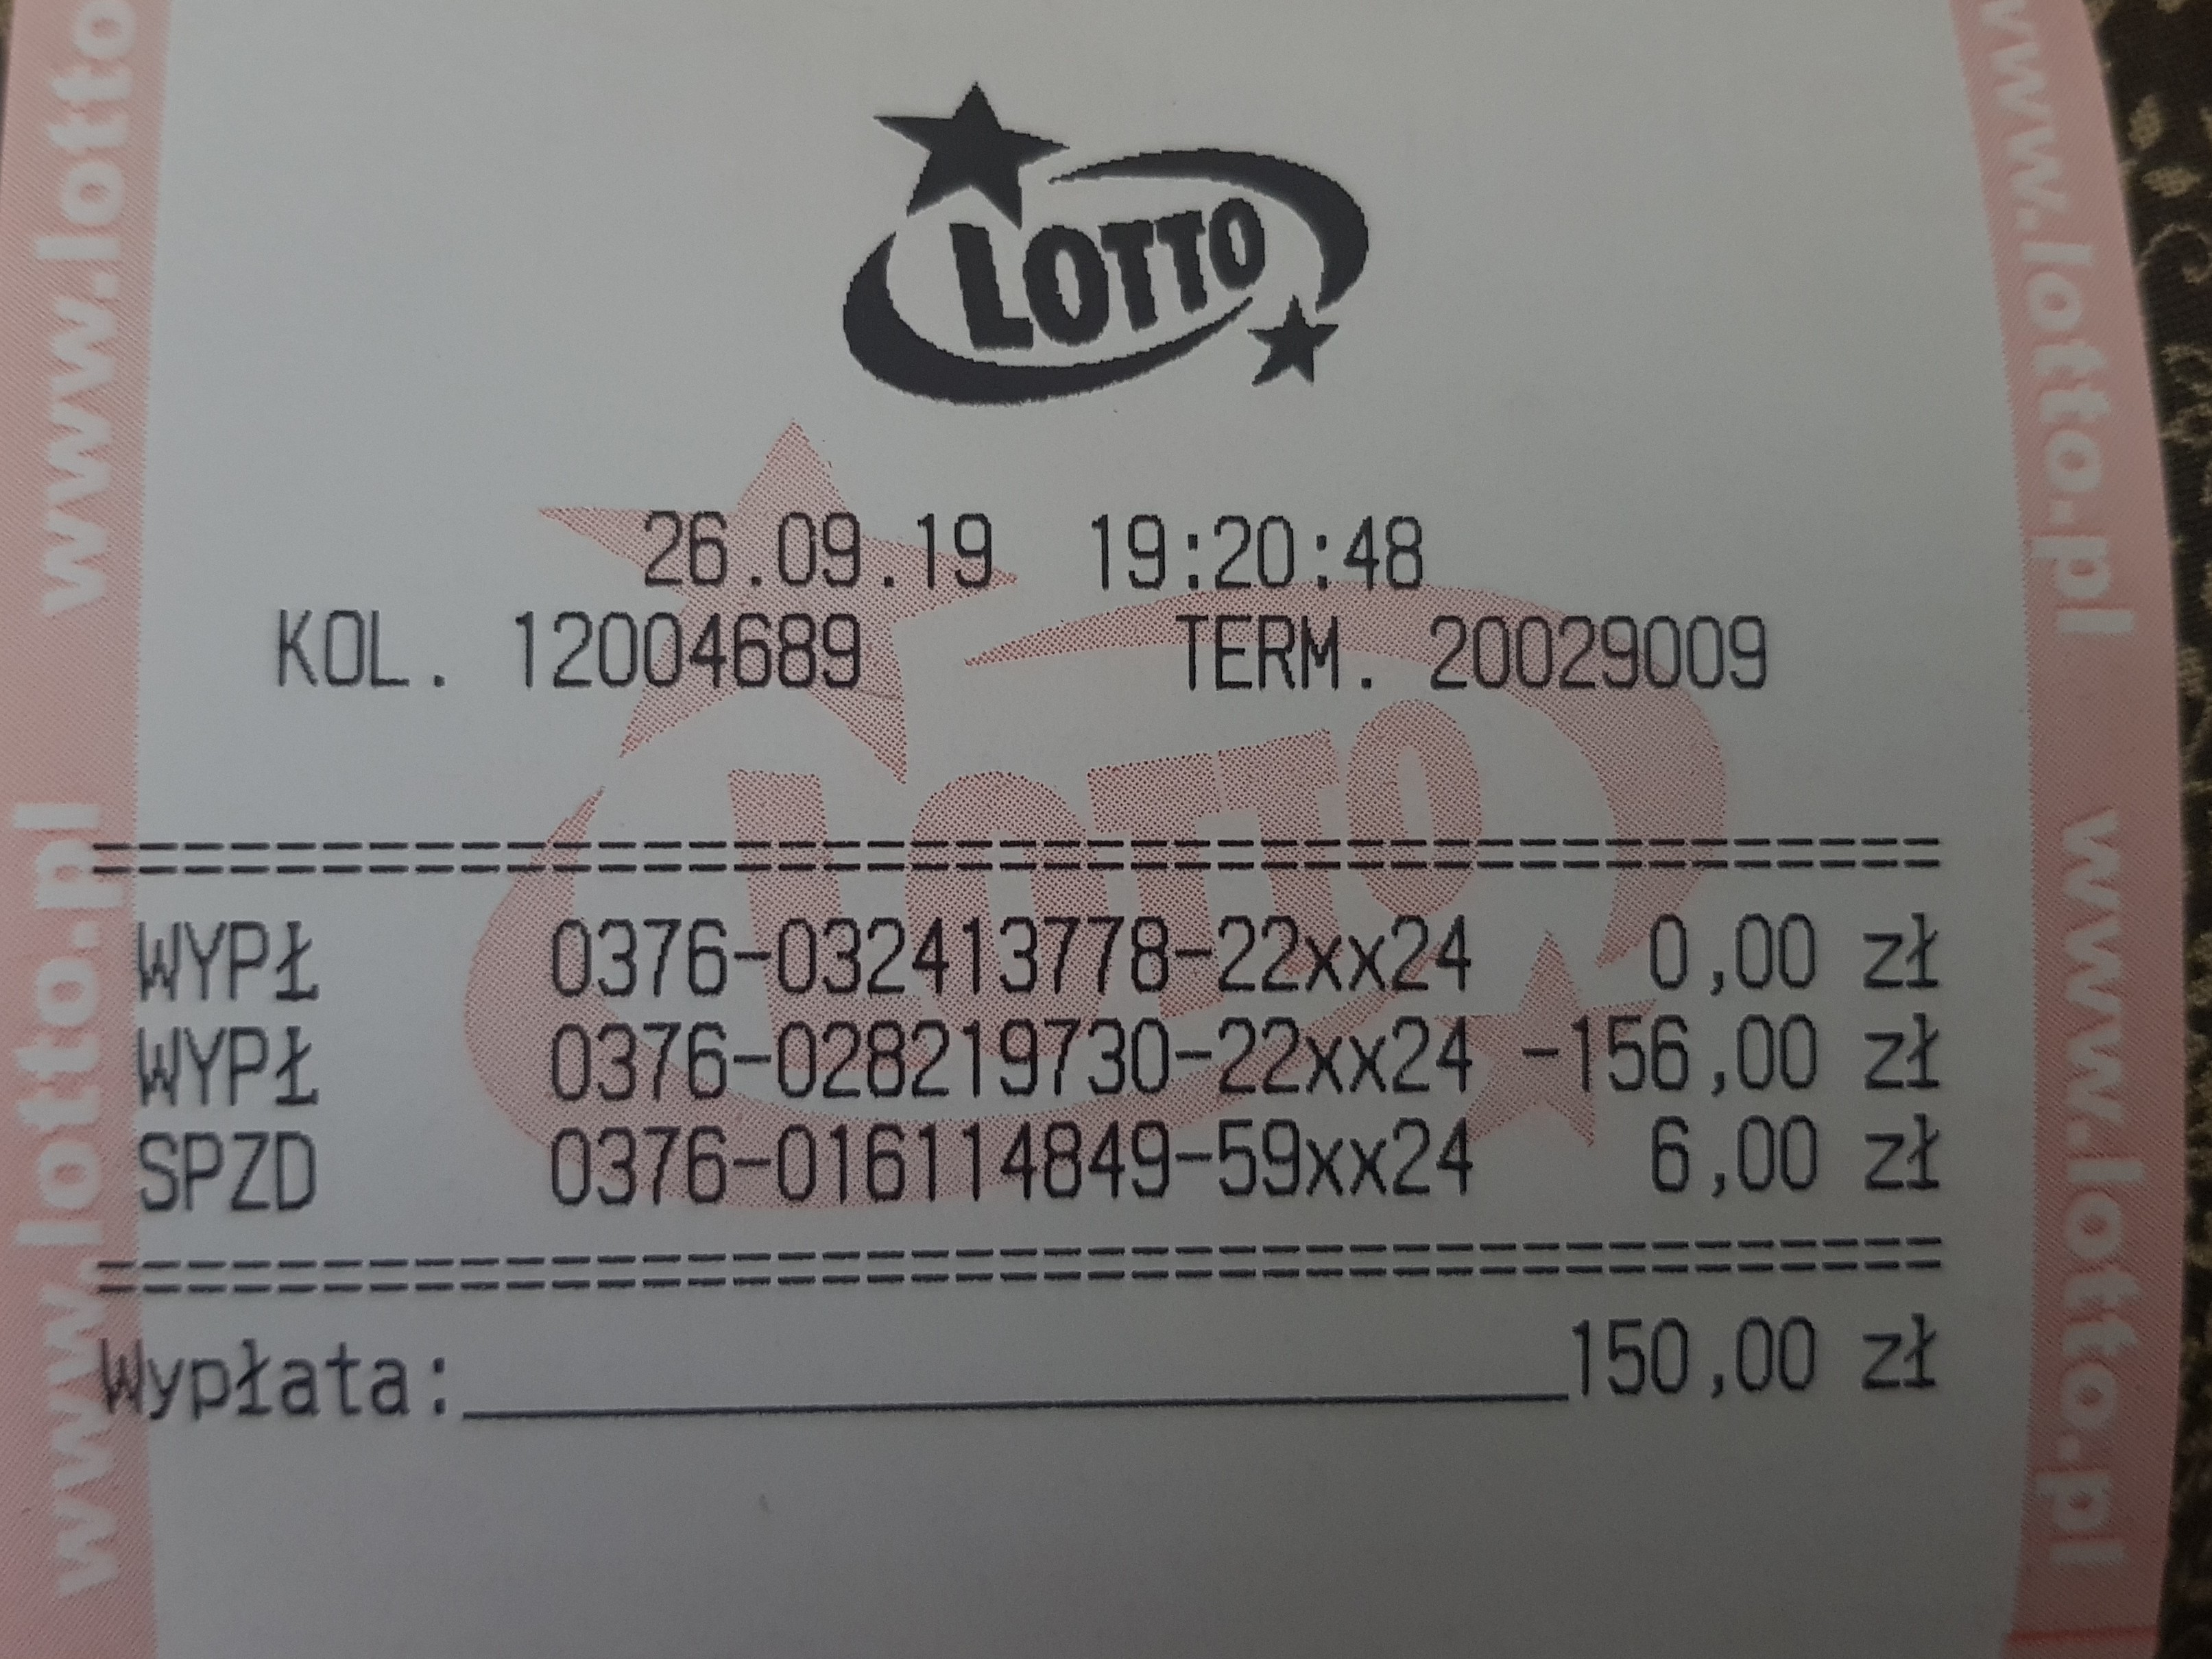 LOTTO
26.09.19 19:20:48
KOL. 12004689 TERM. 20029009
LOTTO
================================================
WYPŁ 0376-032413778-22xx24 0,00 zł
WYPŁ 0376-028219730-22xx24 -156,00 zł
SPZD 0376-016114849-59xx24 6,00 zł
================================================
Wypłata:_________________________150,00 zł
www.lotto
www.lotto.pl
www.lotto.pl
www.lotto.pl